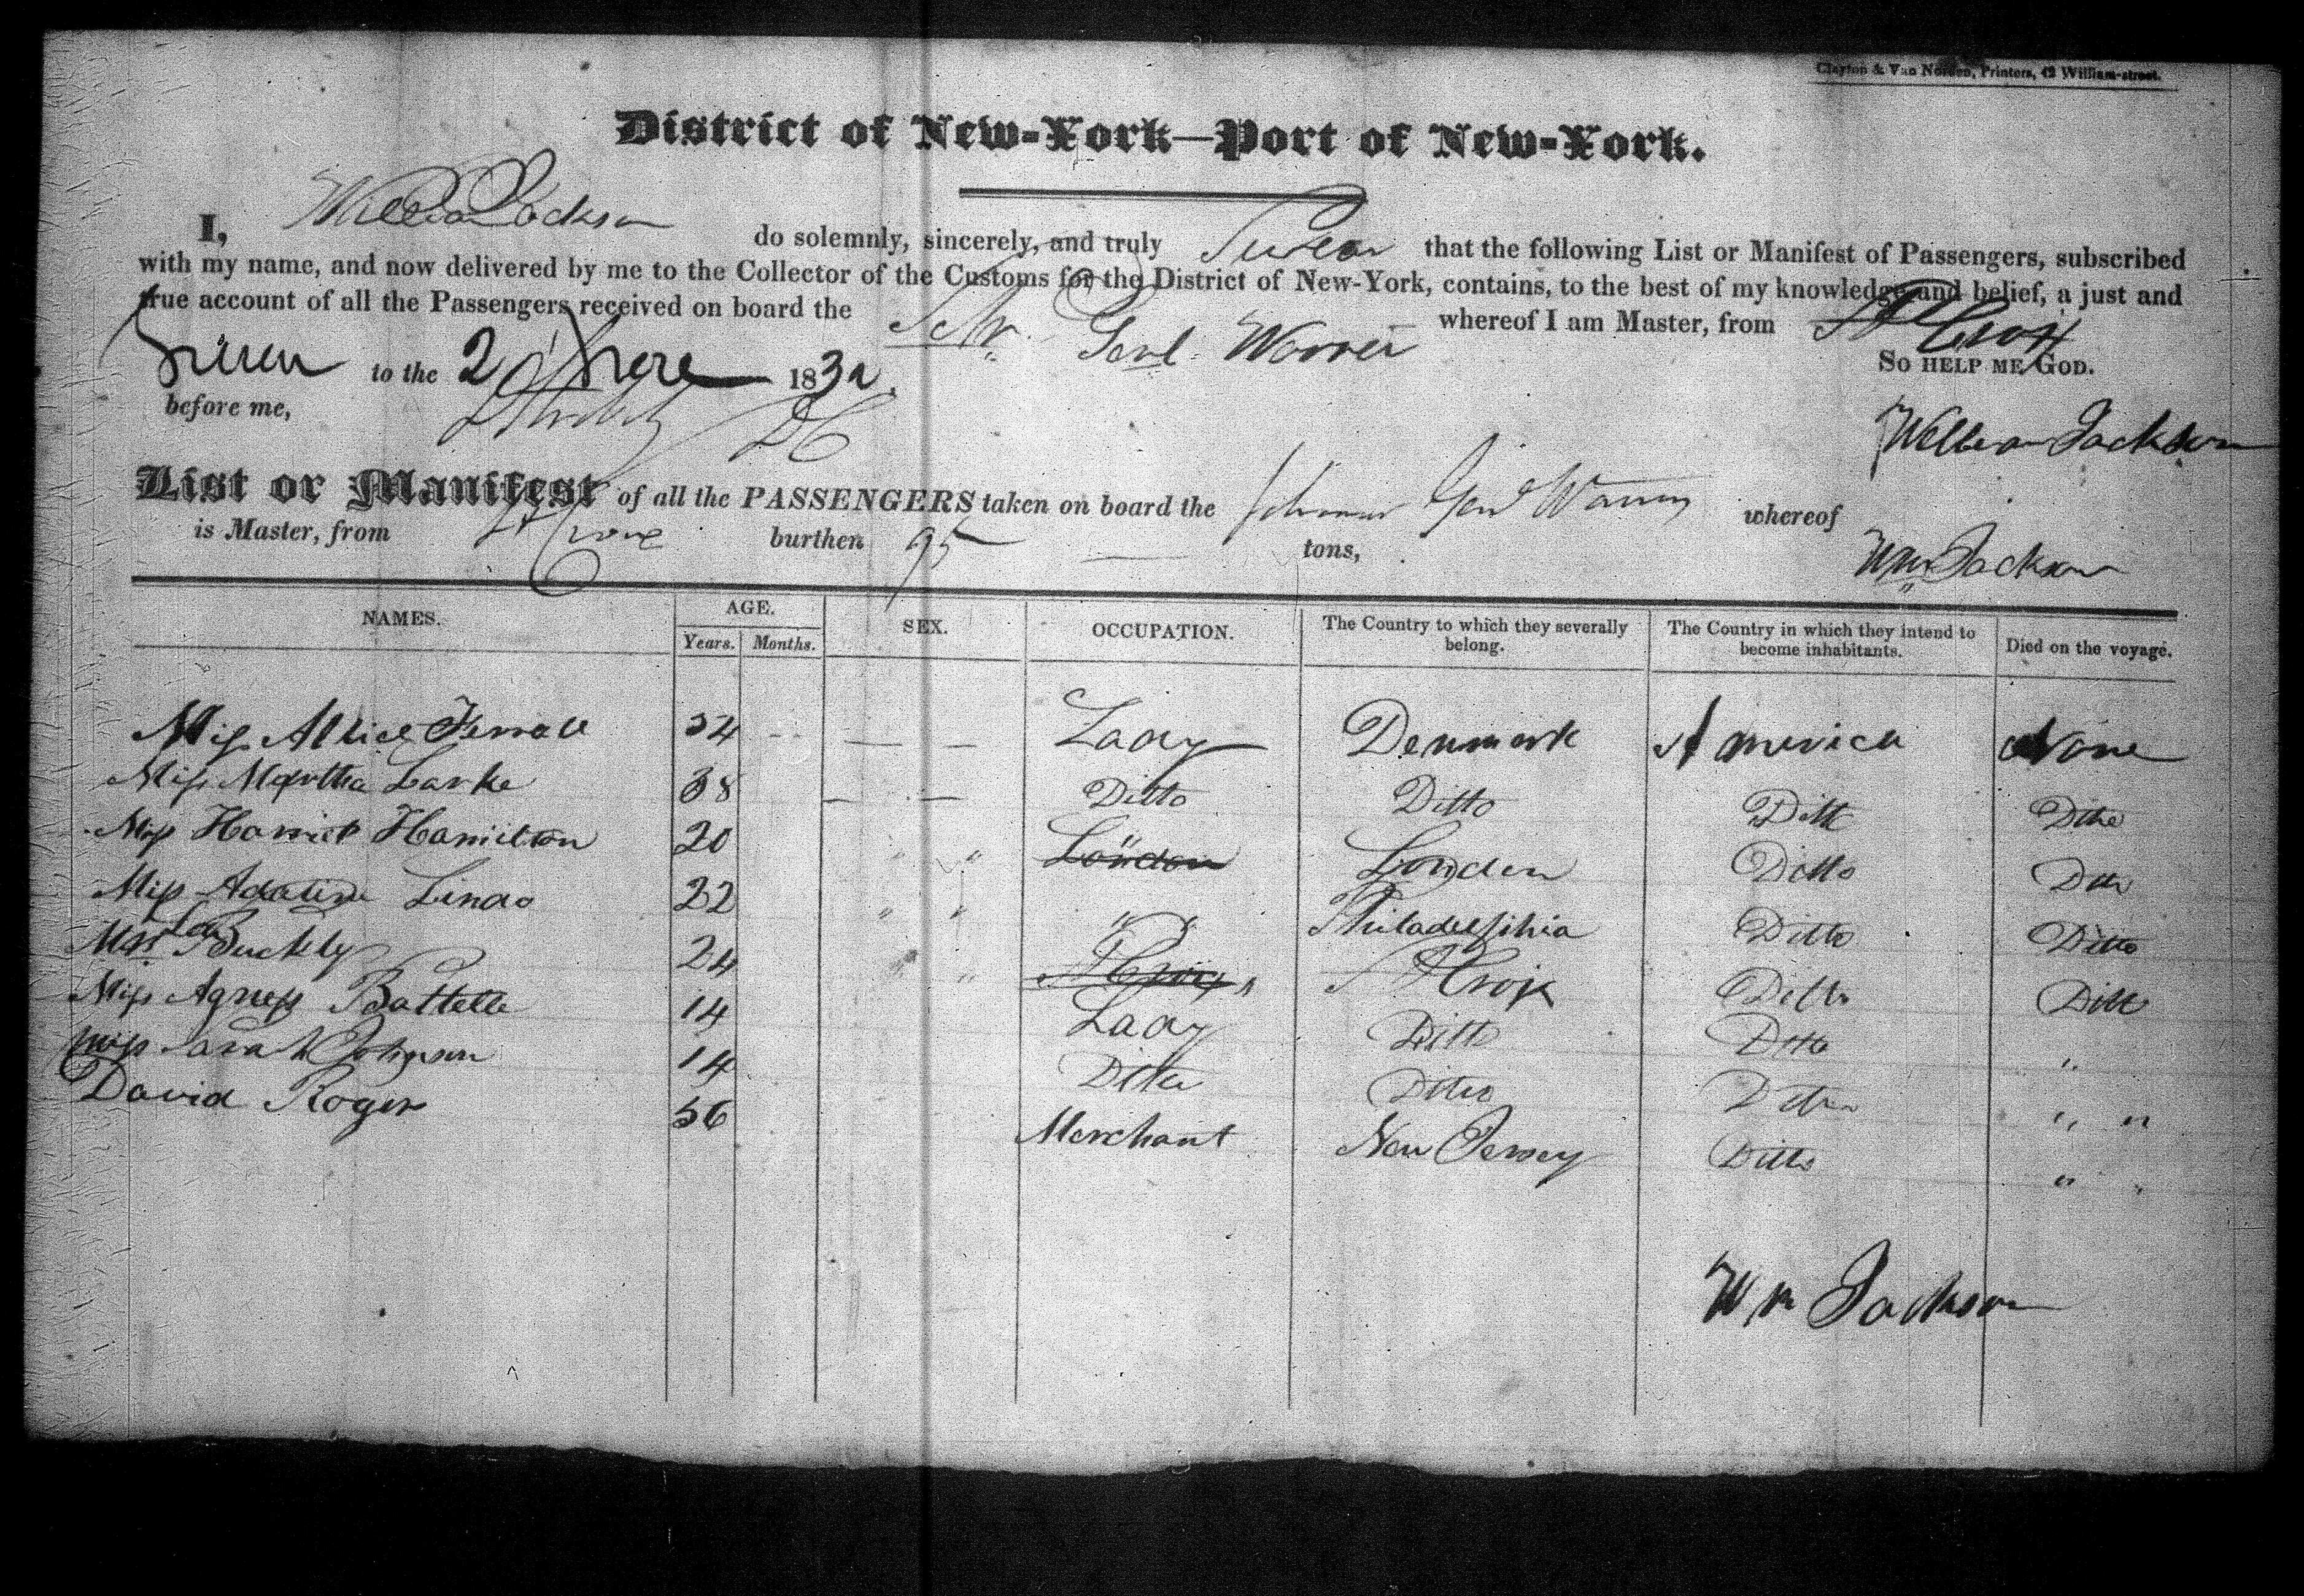 Clayton & Van Norden, Printers, 42 William-street.
District of New-York—Port of New-York.
I, William Jackson do solemnly, sincerely, and truly Swear that the following List or Manifest of Passengers, subscribed
with my name, and now delivered by me to the Collector of the Customs for the District of New-York, contains, to the best of my knowledge and belief, a just and
true account of all the Passengers received on board the Schr. Genl. Warren whereof I am Master, from St Croix
So HELP ME GOD.
Sworn to the 2 1832.
before me,
William Jackson
List or Manifest of all the PASSENGERS taken on board the Genl Warren whereof
is Master, from St Croix burthen 95 tons,
Wm Jackson
NAMES. AGE. SEX. OCCUPATION. The Country to which they severally belong. The Country in which they intend to become inhabitants. Died on the voyage.
Years. Months.
Miss Allice Ferrall 34 Lady Denmark America None
Miss Martha Larke 38 Ditto Ditto Ditto Ditto
Miss Harriet Hamilton 20 " " London London Ditto Ditto
Miss Adaline Lindo 22 " " " " Philadelphia Ditto Ditto
Mrs Buckly 24 " St Croix " St Croix Ditto Ditto
Miss Agness Battelle 14 Lady Ditto Ditto "
Miss Sarah Johnson 14 Ditto Ditto Ditto " "
David Roger 56 Merchant New Jersey Ditto " "
Wm Jackson